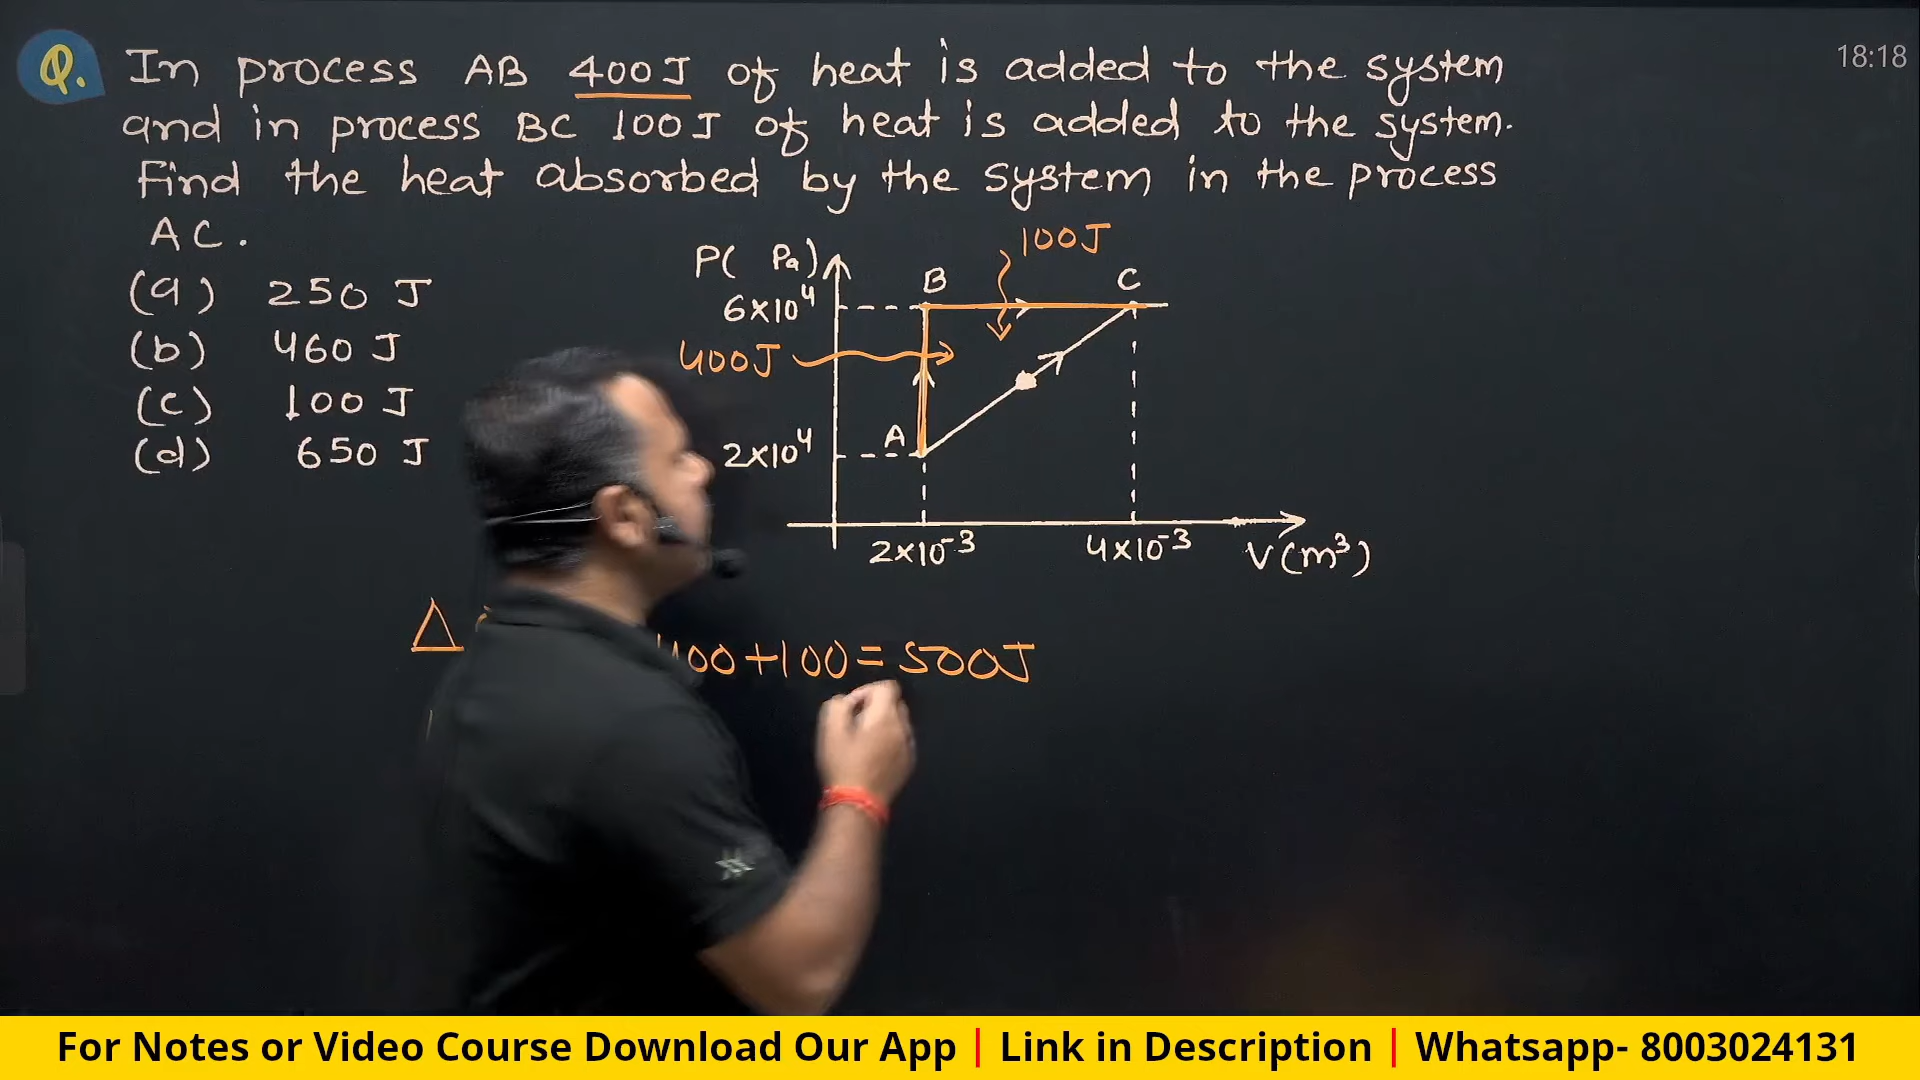 Q. In process AB 400J of heat is added to the system
18:18
and in process BC 100J of heat is added to the system.
Find the heat absorbed by the system in the process
AC.
(a) 250 J
(b) 460 J
(c) 100 J
(d) 650 J
P( Pa)
100J
B
C
6×10⁴
400J
A
2×10⁴
2×10⁻³
4×10⁻³
V(m³)
Δ
400+100=500J
For Notes or Video Course Download Our App | Link in Description | Whatsapp- 8003024131